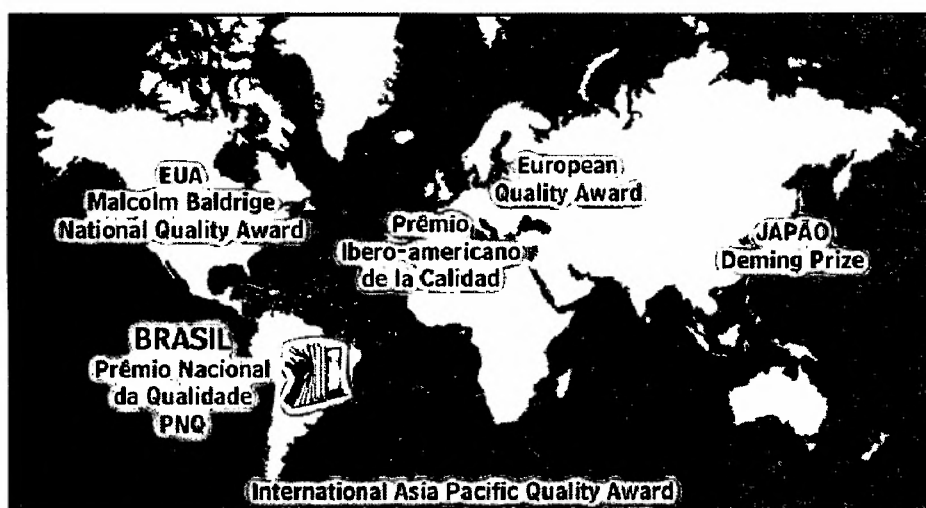 EUA
Malcolm Baldrige
National Quality Award
European
Quality Award
Prêmio
Ibero-americano
de la Calidad
JAPÃO
Deming Prize
BRASIL
Prêmio Nacional
da Qualidade
PNQ
International Asia Pacific Quality Award